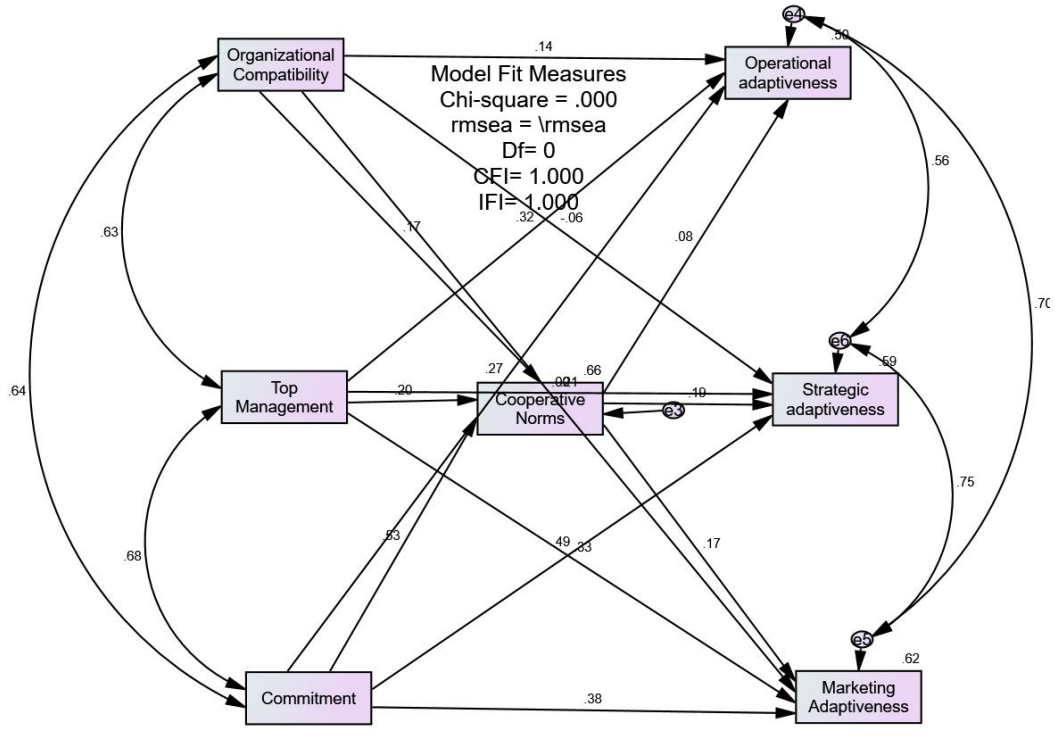 e4
.50
Organizational
Compatibility
.14
Operational
adaptiveness
Model Fit Measures
Chi-square = .000
rmsea = \rmsea
Df= 0
CFI= 1.000
IFI= 1.000
.56
.32
-.06
.17
.63
.08
.70
e6
.59
.64
Top
Management
.20
.27
.66
Cooperative
Norms
.19
e3
Strategic
adaptiveness
.75
.53
.49
.33
.17
.68
e5
.62
Commitment
.38
Marketing
Adaptiveness